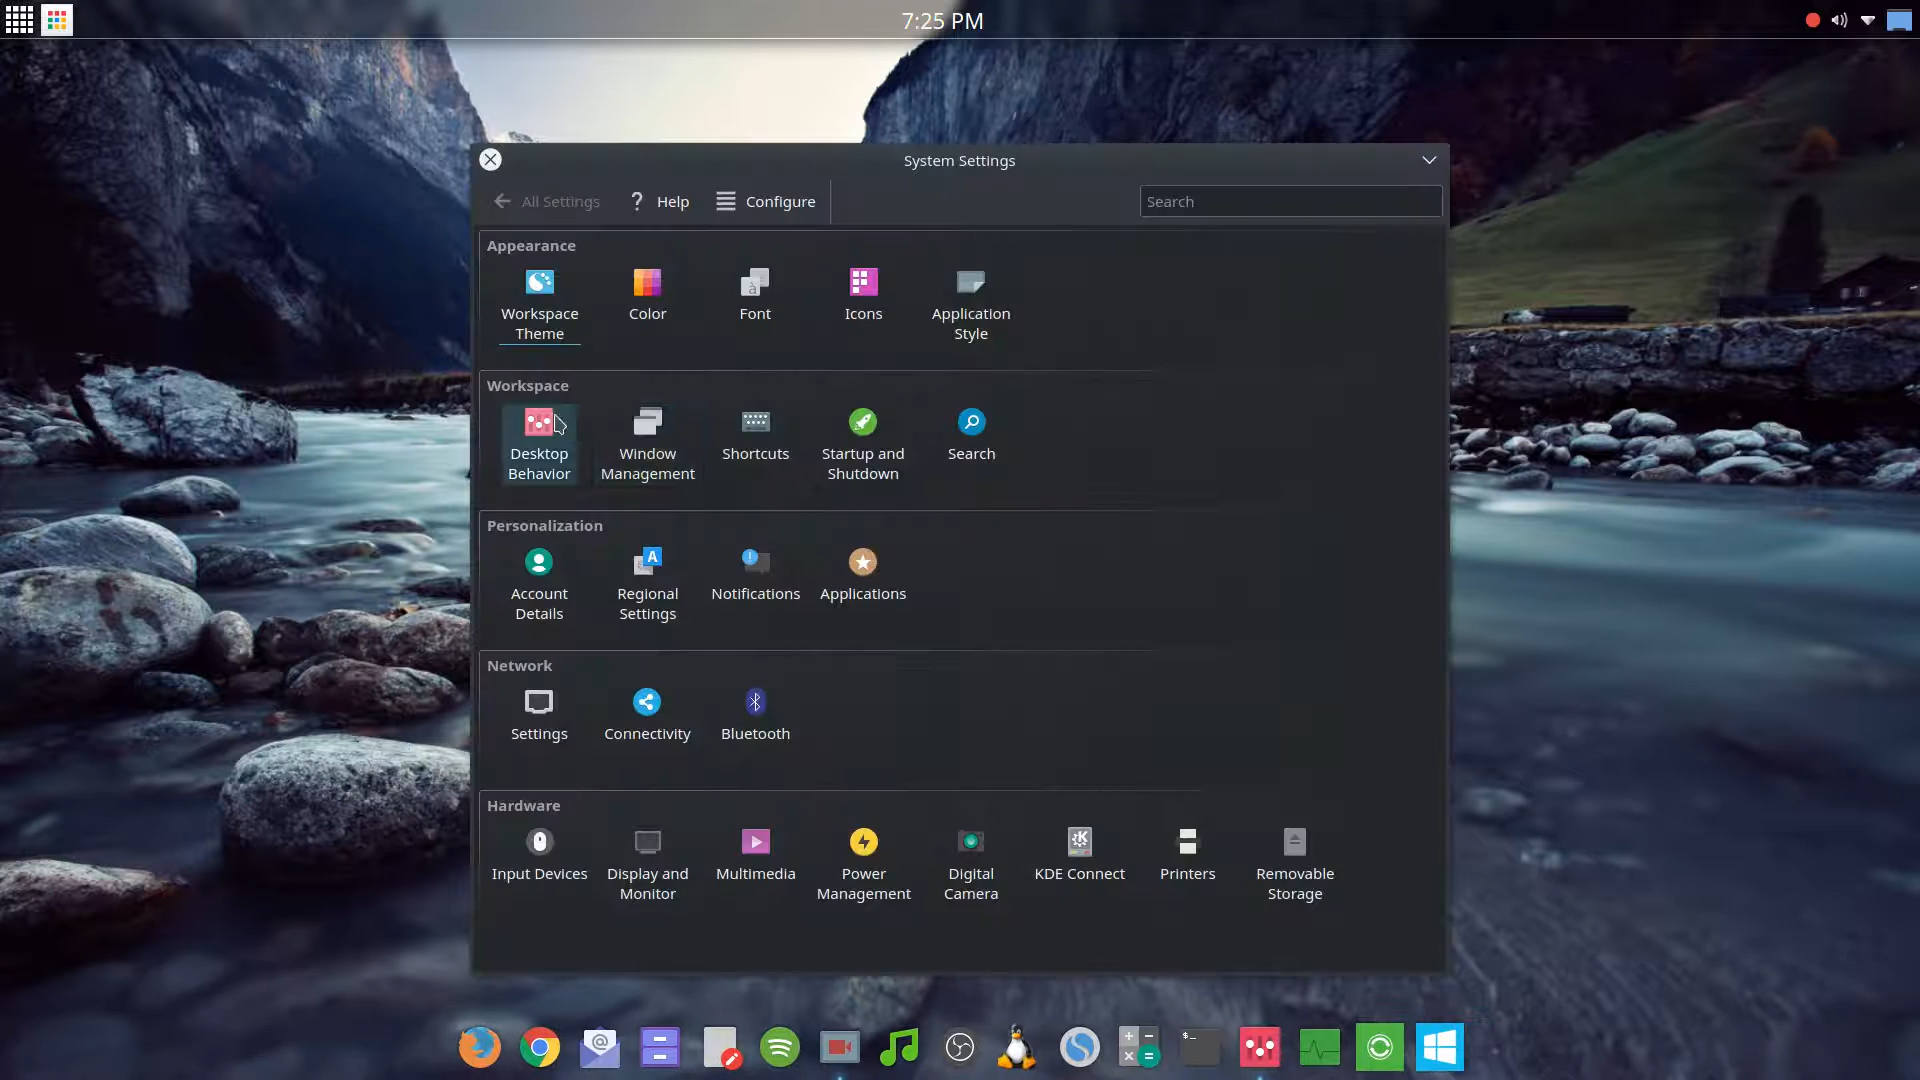 7:25 PM
System Settings
All Settings
? Help
Configure
Search
Appearance
Workspace
Theme
Color
Font
Icons
Application
Style
Workspace
Desktop
Behavior
Window
Management
Shortcuts
Startup and
Shutdown
Search
Personalization
Account
Details
Regional
Settings
Notifications
Applications
Network
Settings
Connectivity
Bluetooth
Hardware
Input Devices
Display and
Monitor
Multimedia
Power
Management
Digital
Camera
KDE Connect
Printers
Removable
Storage